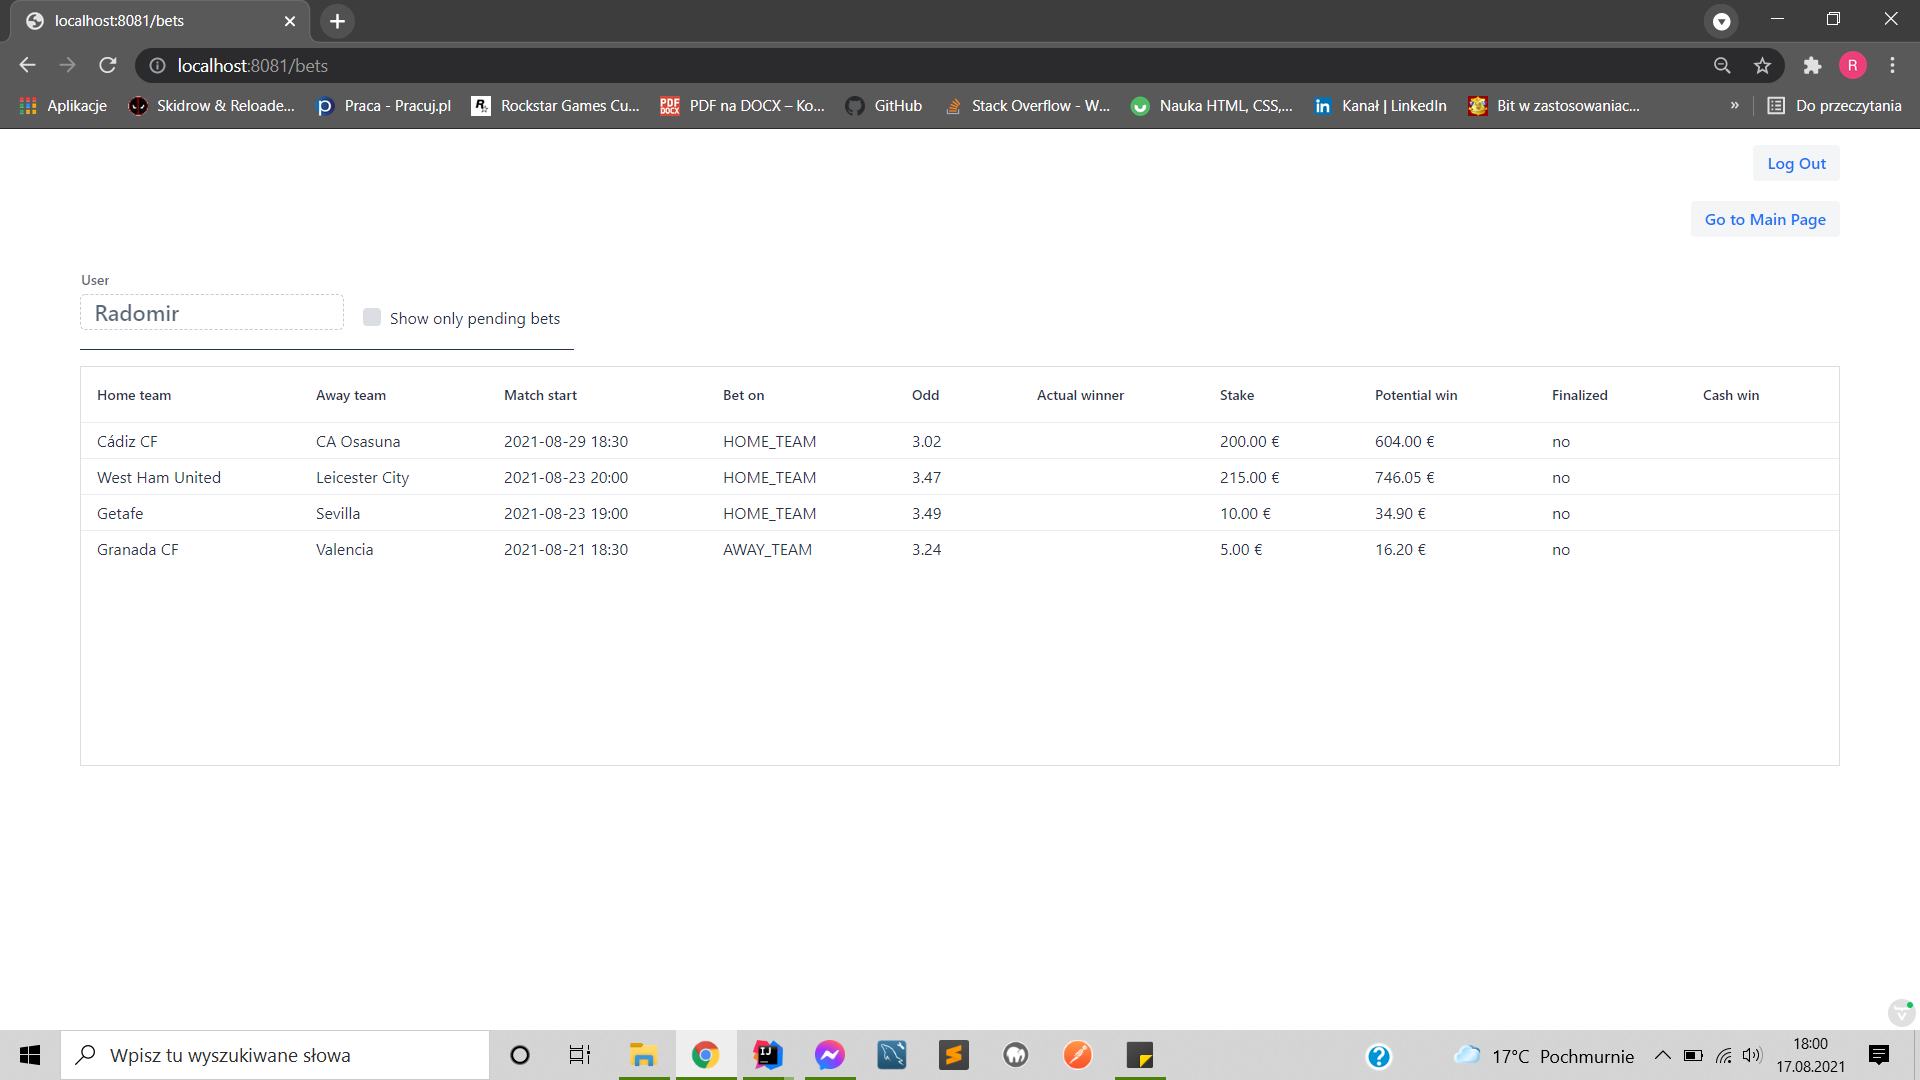 localhost:8081/bets
localhost:8081/bets
R
Aplikacje Skidrow & Reloade... Praca - Pracuj.pl Rockstar Games Cu... PDF na DOCX – Ko... GitHub Stack Overflow - W... Nauka HTML, CSS,... Kanał | LinkedIn Bit w zastosowaniac... » Do przeczytania
Log Out
Go to Main Page
User
Radomir
Show only pending bets
Home team Away team Match start Bet on Odd Actual winner Stake Potential win Finalized Cash win
Cádiz CF CA Osasuna 2021-08-29 18:30 HOME_TEAM 3.02 200.00 € 604.00 € no
West Ham United Leicester City 2021-08-23 20:00 HOME_TEAM 3.47 215.00 € 746.05 € no
Getafe Sevilla 2021-08-23 19:00 HOME_TEAM 3.49 10.00 € 34.90 € no
Granada CF Valencia 2021-08-21 18:30 AWAY_TEAM 3.24 5.00 € 16.20 € no
Wpisz tu wyszukiwane słowa
17°C Pochmurnie
18:00
17.08.2021